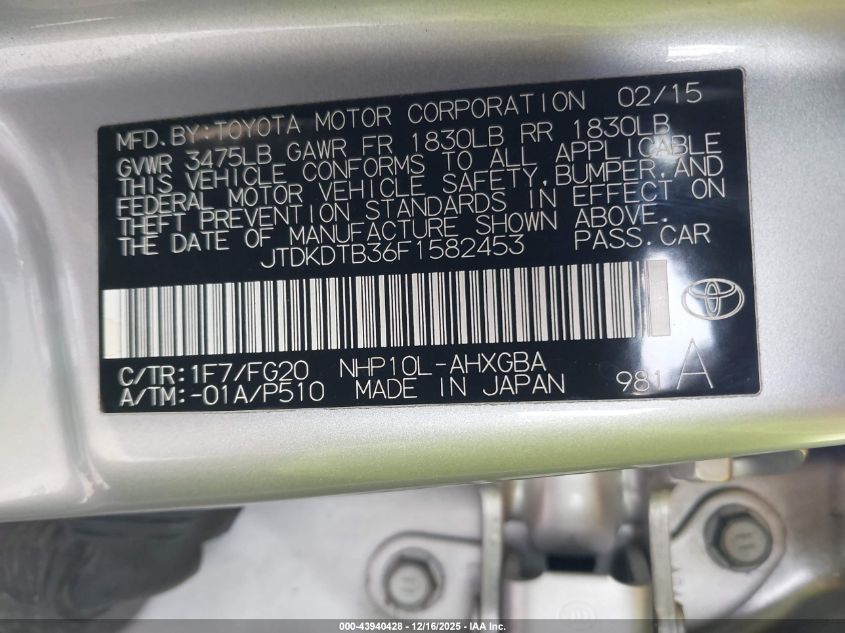 MFD.BY:TOYOTA MOTOR CORPORATION 02/15
GVWR 3475LB GAWR FR 1830LB RR 1830LB
THIS VEHICLE CONFORMS TO ALL APPLICABLE
FEDERAL MOTOR VEHICLE SAFETY,BUMPER,AND
THEFT PREVENTION STANDARDS IN EFFECT ON
THE DATE OF MANUFACTURE SHOWN ABOVE.
JTDKDTB36F1582453 PASS.CAR
C/TR:1F7/FG20 NHP10L-AHXGBA
A/TM:-01A/P510 MADE IN JAPAN 981 A
000-43940428 - 12/16/2025 - IAA Inc.